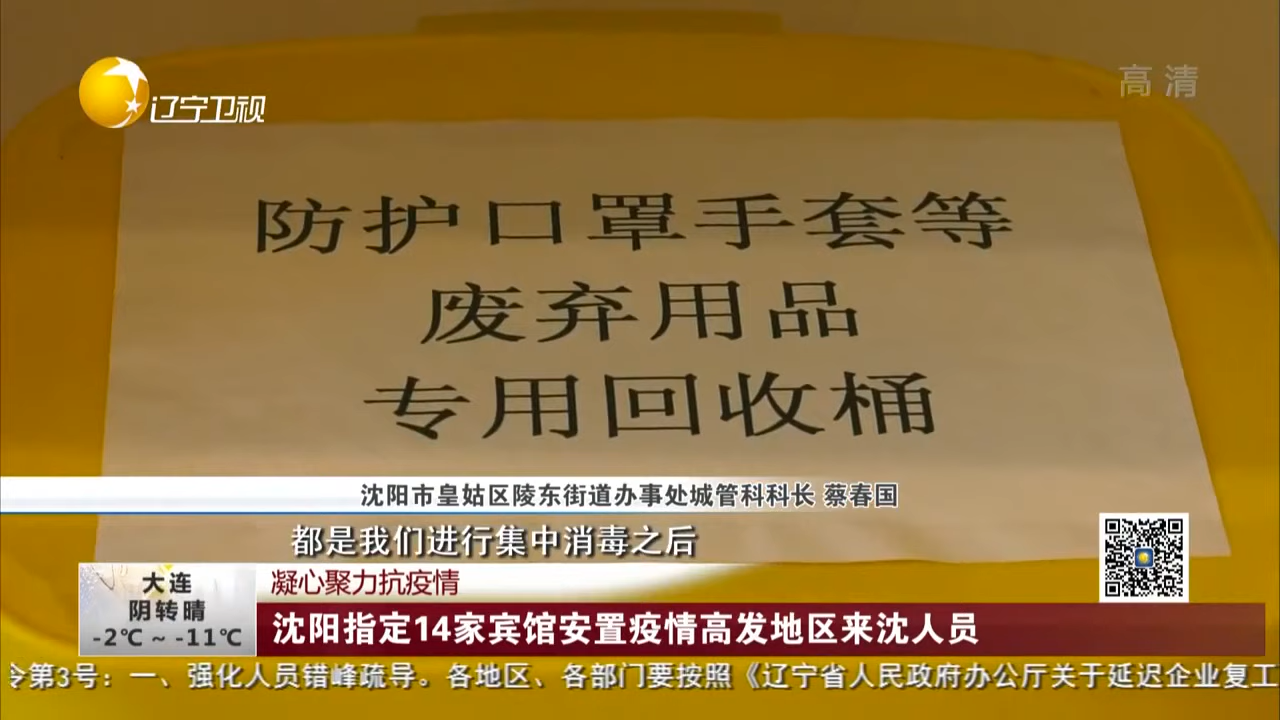 辽宁卫视
高清
防护口罩手套等
废弃用品
专用回收桶
沈阳市皇姑区陵东街道办事处城管科科长 蔡春国
都是我们进行集中消毒之后
大连
阴转晴
-2℃ ~ -11℃
凝心聚力抗疫情
沈阳指定14家宾馆安置疫情高发地区来沈人员
令第3号：一、强化人员错峰疏导。各地区、各部门要按照《辽宁省人民政府办公厅关于延迟企业复工